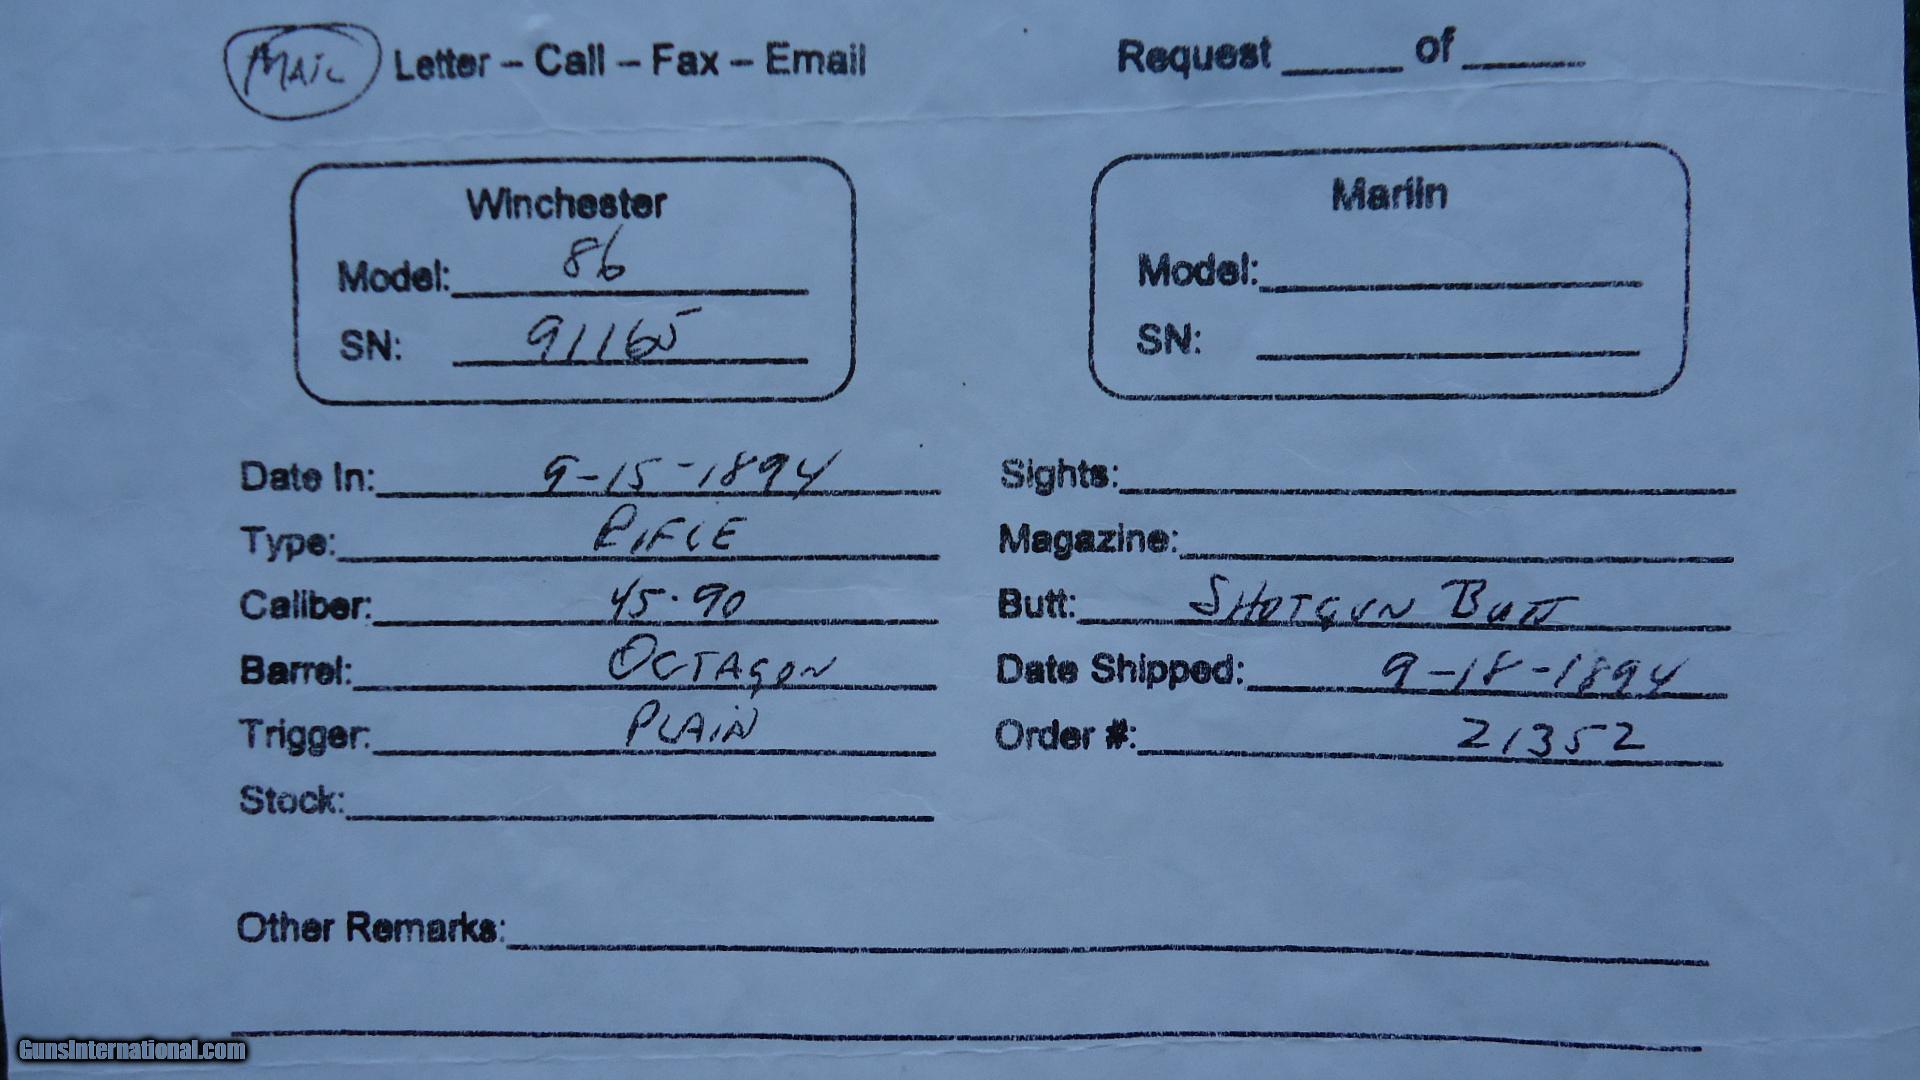 MAIL Letter – Call – Fax – Email
Request ______ of ______
Winchester
Model: 86
SN: 91165
Marlin
Model:
SN:
Date In: 9-15-1894
Type: RIFLE
Caliber: 45-90
Barrel: OCTAGON
Trigger: PLAIN
Stock:
Sights:
Magazine:
Butt: SHOTGUN BUTT
Date Shipped: 9-18-1894
Order #: 21352
Other Remarks:
GunsInternational.com